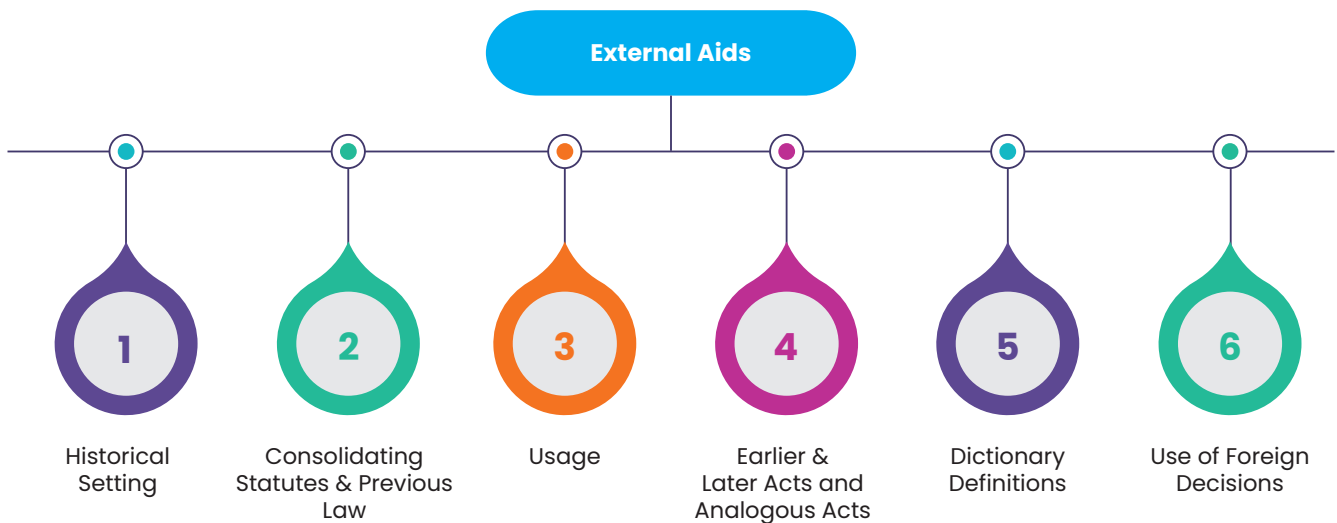 External Aids
1
2
3
4
5
6
Historical
Setting
Consolidating
Statutes & Previous
Law
Usage
Earlier &
Later Acts and
Analogous Acts
Dictionary
Definitions
Use of Foreign
Decisions